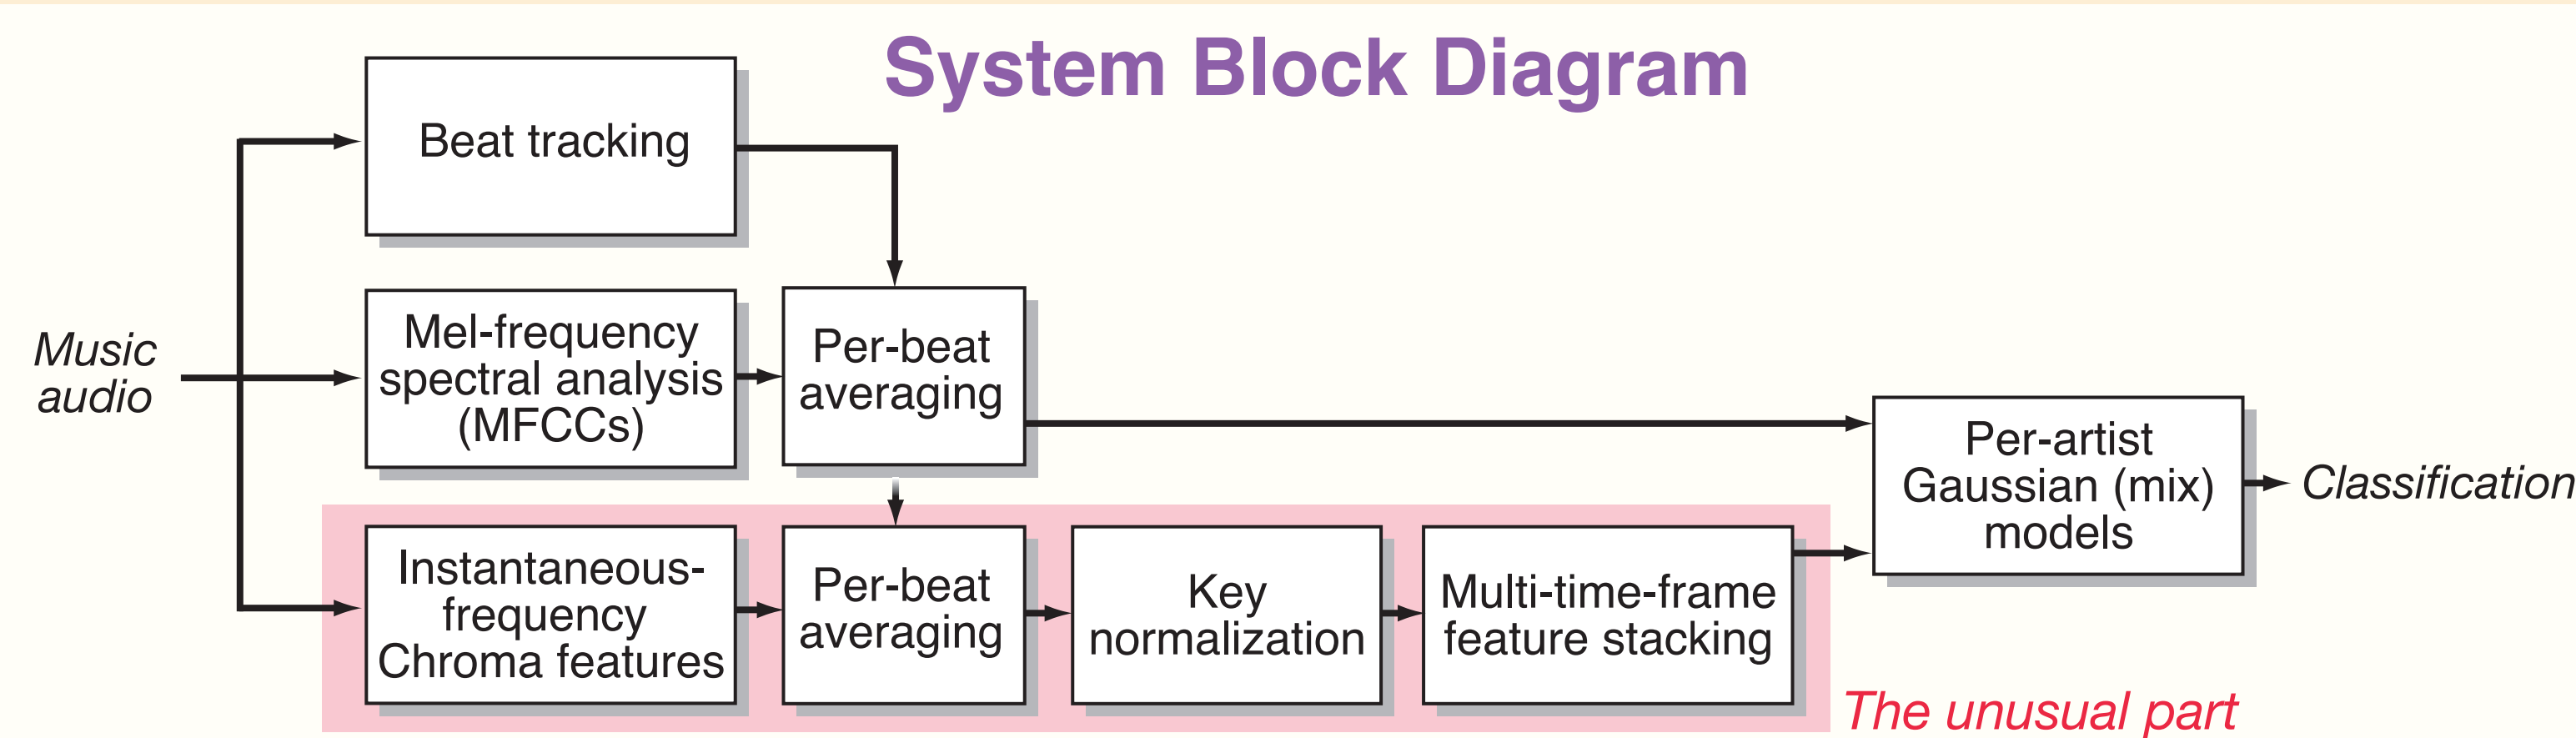 System Block Diagram
Beat tracking
Music
audio
Mel-frequency
spectral analysis
(MFCCs)
Per-beat
averaging
Instantaneous-
frequency
Chroma features
Per-beat
averaging
Key
normalization
Multi-time-frame
feature stacking
Per-artist
Gaussian (mix)
models
Classification
The unusual part